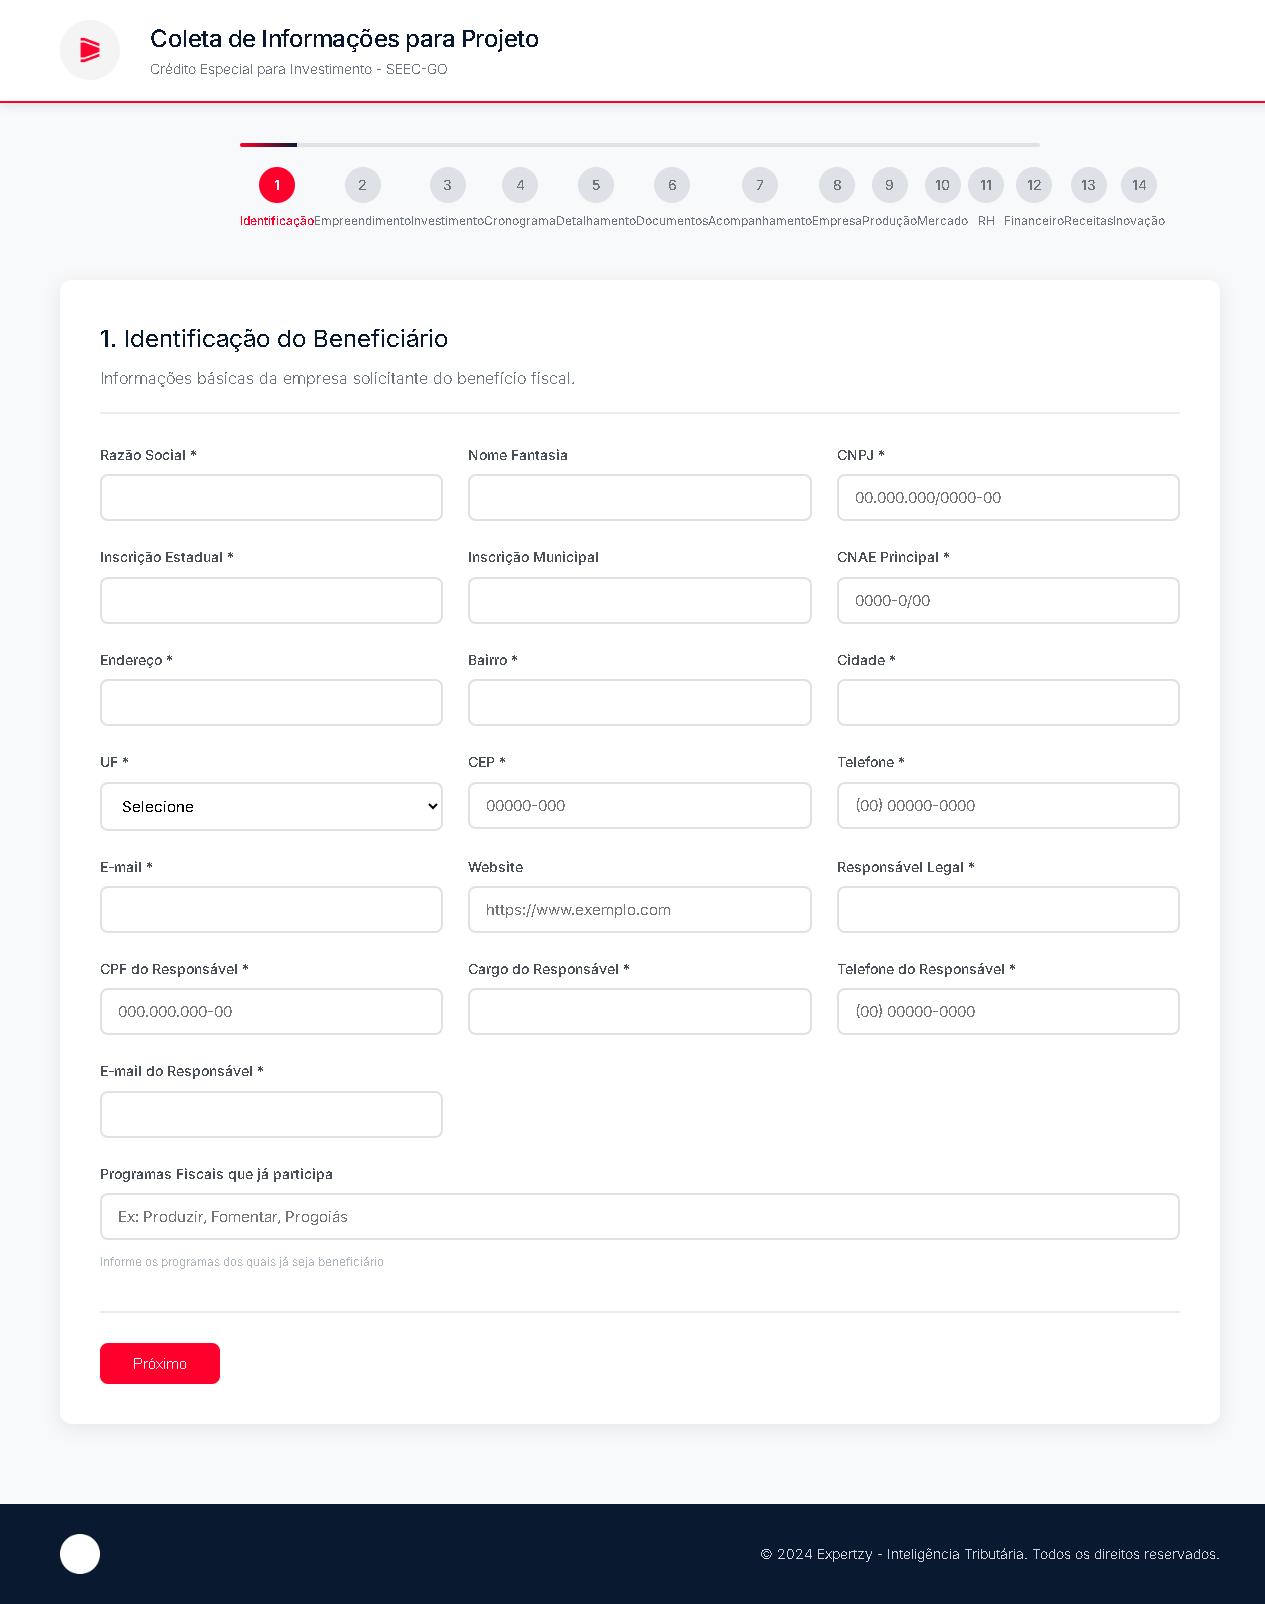 Coleta de Informações para Projeto
Crédito Especial para Investimento - SEEC-GO
1 2 3 4 5 6 7 8 9 10 11 12 13 14
Identificação Empreendimento Investimento Cronograma Detalhamento Documentos Acompanhamento Empresa Produção Mercado RH Financeiro Receitas Inovação
1. Identificação do Beneficiário
Informações básicas da empresa solicitante do benefício fiscal.
Razão Social * Nome Fantasia CNPJ *
00.000.000/0000-00
Inscrição Estadual * Inscrição Municipal CNAE Principal *
0000-0/00
Endereço * Bairro * Cidade *
UF * CEP * Telefone *
Selecione 00000-000 (00) 00000-0000
E-mail * Website Responsável Legal *
https://www.exemplo.com
CPF do Responsável * Cargo do Responsável * Telefone do Responsável *
000.000.000-00 (00) 00000-0000
E-mail do Responsável *
Programas Fiscais que já participa
Ex: Produzir, Fomentar, Progoiás
Informe os programas dos quais já seja beneficiário
Próximo
© 2024 Expertzy - Inteligência Tributária. Todos os direitos reservados.